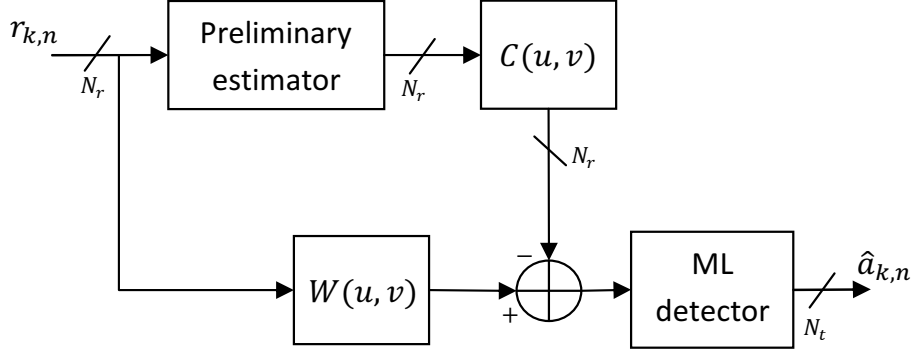 r_{k,n}
N_r
Preliminary
estimator
N_r
C(u, v)
N_r
W(u, v)
−
+
ML
detector
â_{k,n}
N_t